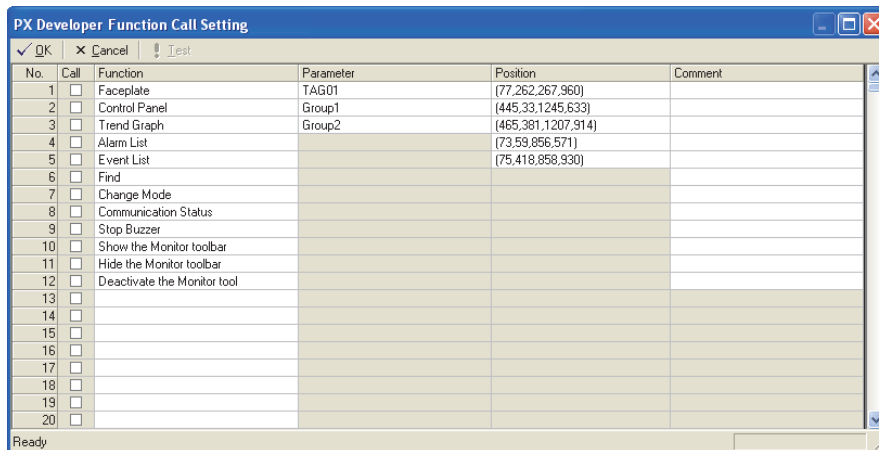 PX Developer Function Call Setting
OK Cancel Test
No. Call Function Parameter Position Comment
1 Faceplate TAG01 (77,262,267,960)
2 Control Panel Group1 (445,33,1245,633)
3 Trend Graph Group2 (465,381,1207,914)
4 Alarm List (73,59,856,571)
5 Event List (75,418,858,930)
6 Find
7 Change Mode
8 Communication Status
9 Stop Buzzer
10 Show the Monitor toolbar
11 Hide the Monitor toolbar
12 Deactivate the Monitor tool
13
14
15
16
17
18
19
20
Ready